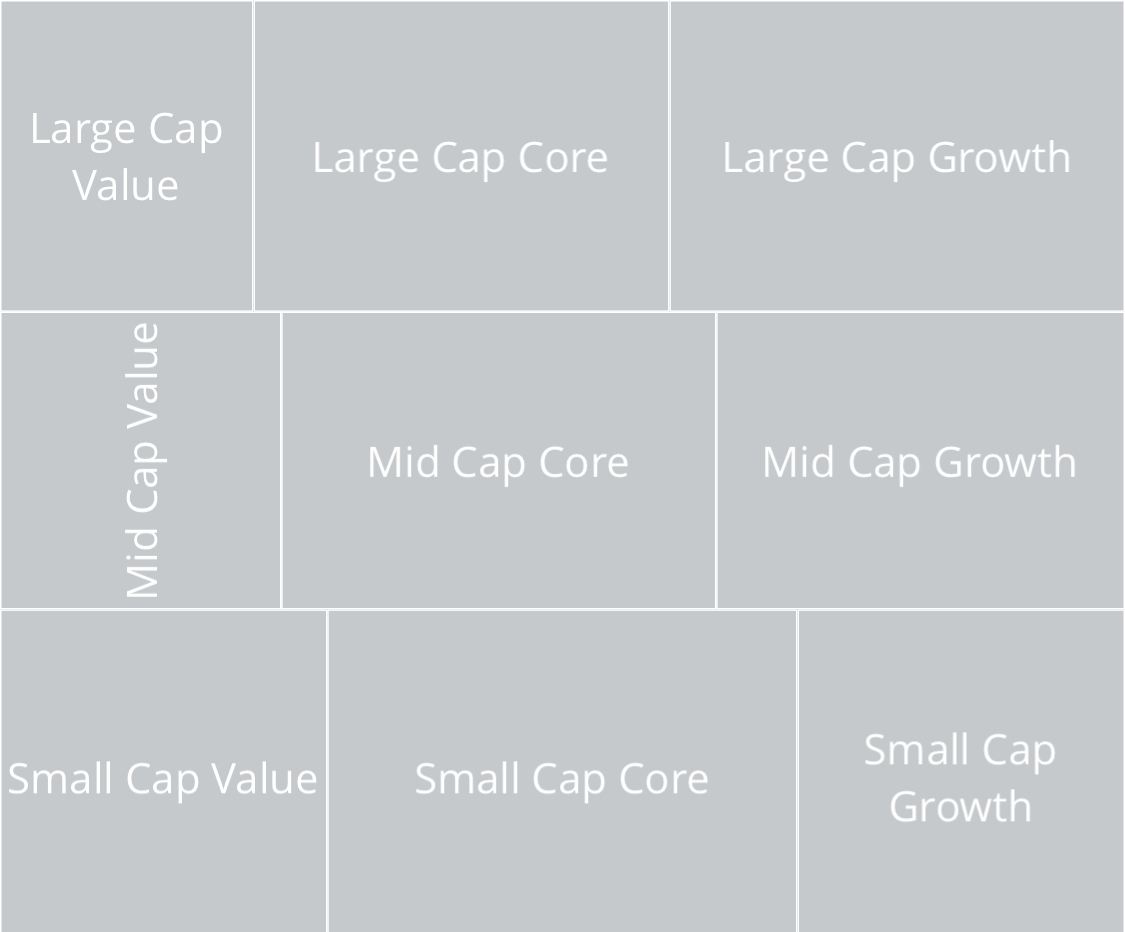 Large Cap
Value
Large Cap Core
Large Cap Growth
Mid Cap Value
Mid Cap Core
Mid Cap Growth
Small Cap Value
Small Cap Core
Small Cap
Growth